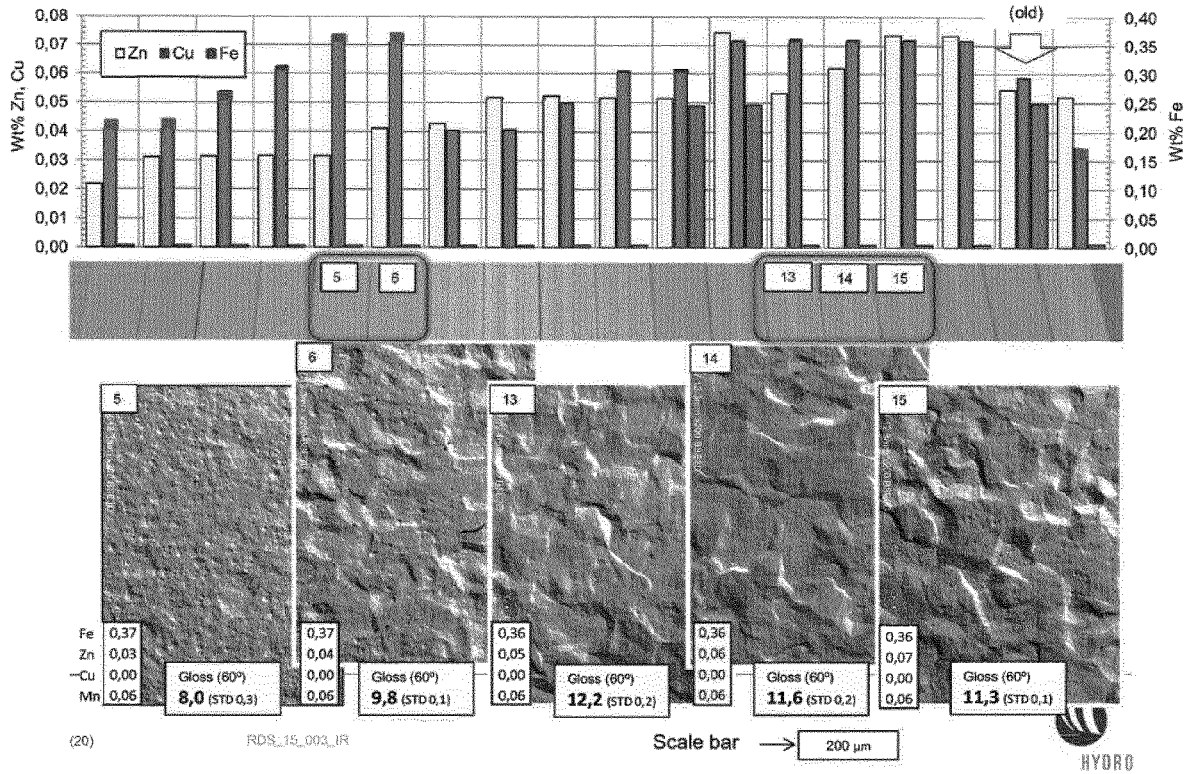 (old)
0,08
0,07
0,06
0,05
0,04
0,03
0,02
0,01
0,00
Wt% Zn, Cu
Zn Cu Fe
0,40
0,35
0,30
0,25
0,20
0,15
0,10
0,05
0,00
Wt% Fe
5 6 13 14 15
5 6 13 14 15
Fe 0,37 0,37 0,36 0,36 0,36
Zn 0,03 0,04 0,05 0,06 0,07
Cu 0,00 0,00 0,00 0,00 0,00
Mn 0,06 0,06 0,06 0,06 0,06
Gloss (60º)
8,0 (STD 0,3)
Gloss (60º)
9,8 (STD 0,1)
Gloss (60º)
12,2 (STD 0,2)
Gloss (60º)
11,6 (STD 0,2)
Gloss (60º)
11,3 (STD 0,1)
(20) RDS_15_003_IR
Scale bar 200 µm
HYDRO